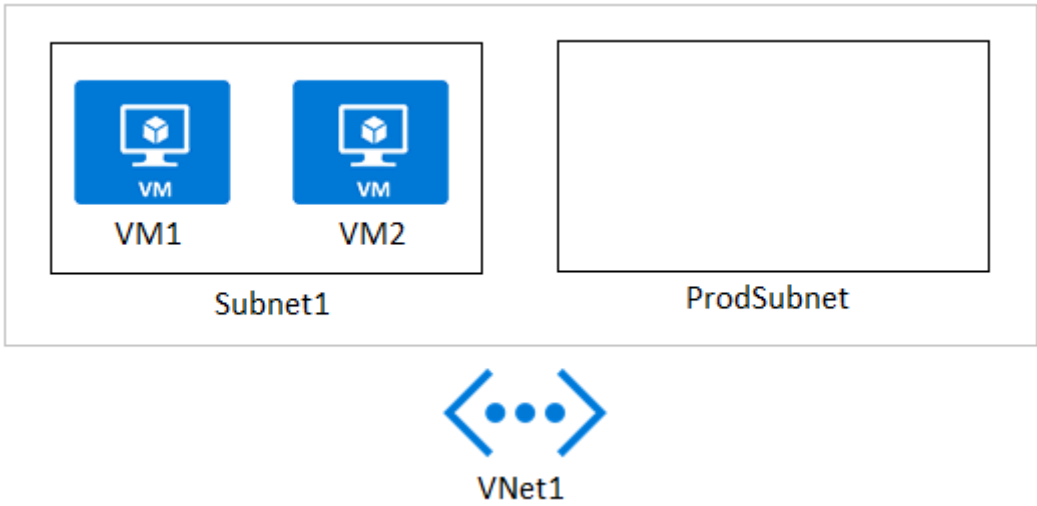 VM
VM
VM1
VM2
Subnet1
ProdSubnet
VNet1